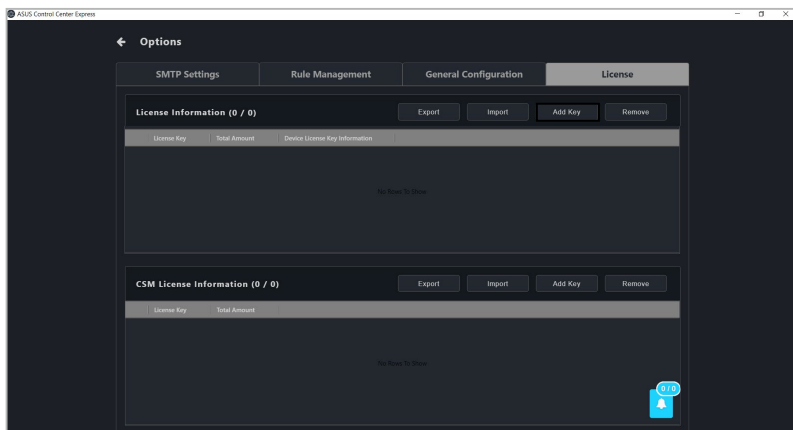 ASUS Control Center Express
Options
SMTP Settings Rule Management General Configuration License
License Information (0 / 0) Export Import Add Key Remove
License Key Total Amount Device License Key Information
No Rows To Show
CSM License Information (0 / 0) Export Import Add Key Remove
License Key Total Amount
No Rows To Show
0 / 0